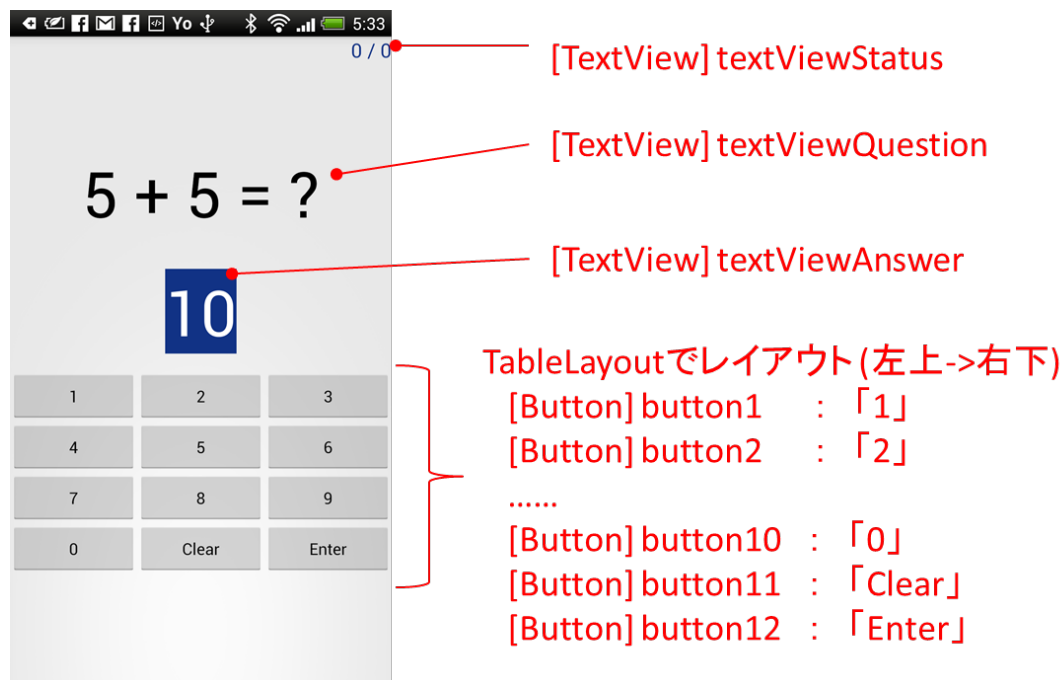 Yo 5:33
0 / 0
5 + 5 = ?
10
1 2 3
4 5 6
7 8 9
0 Clear Enter
[TextView] textViewStatus
[TextView] textViewQuestion
[TextView] textViewAnswer
TableLayoutでレイアウト(左上->右下)
[Button] button1 : 「1」
[Button] button2 : 「2」
……
[Button] button10 : 「0」
[Button] button11 : 「Clear」
[Button] button12 : 「Enter」